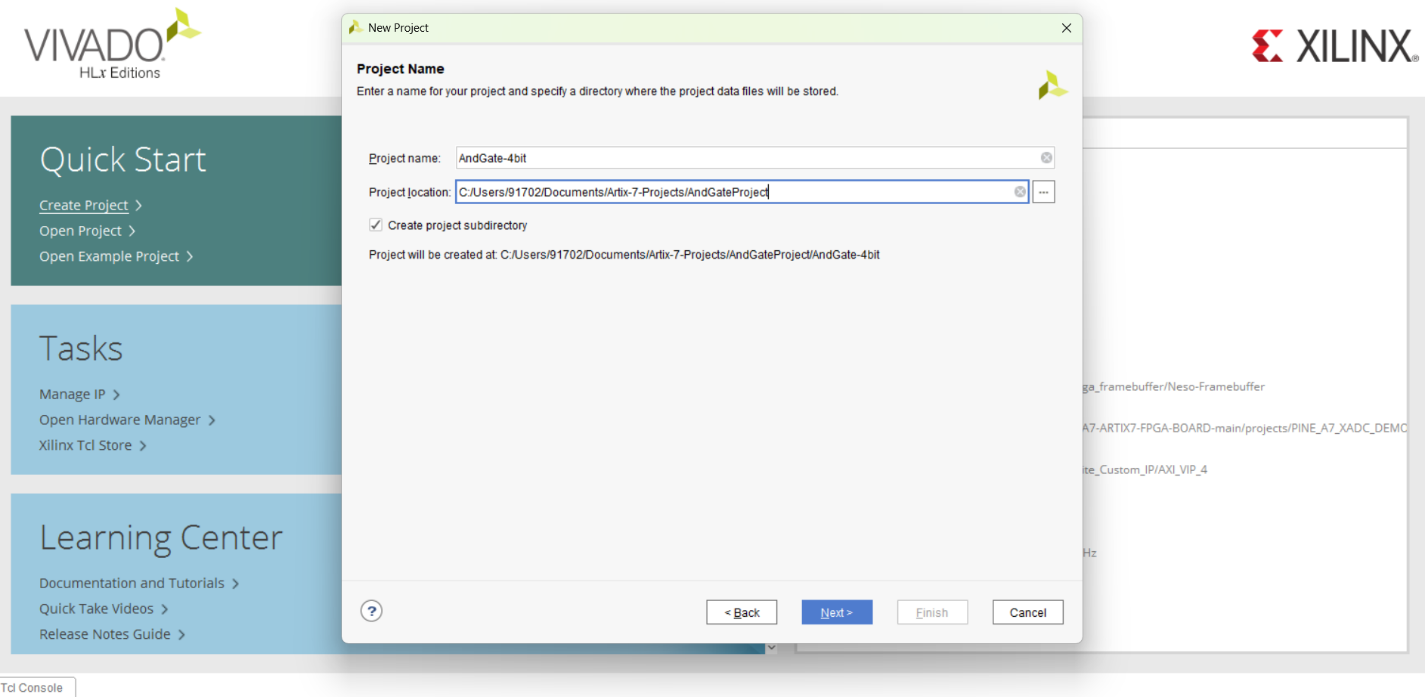 VIVADO
HLx Editions
XILINX
New Project
Project Name
Enter a name for your project and specify a directory where the project data files will be stored.
Project name: AndGate-4bit
Project location: C:/Users/91702/Documents/Artix-7-Projects/AndGateProject
...
Create project subdirectory
Project will be created at: C:/Users/91702/Documents/Artix-7-Projects/AndGateProject/AndGate-4bit
? < Back Next > Finish Cancel
Quick Start
Create Project >
Open Project >
Open Example Project >
Tasks
Manage IP >
Open Hardware Manager >
Xilinx Tcl Store >
Learning Center
Documentation and Tutorials >
Quick Take Videos >
Release Notes Guide >
ga_framebuffer/Neso-Framebuffer
A7-ARTIX7-FPGA-BOARD-main/projects/PINE_A7_XADC_DEMO
ite_Custom_IP/AXI_VIP_4
Hz
Tcl Console